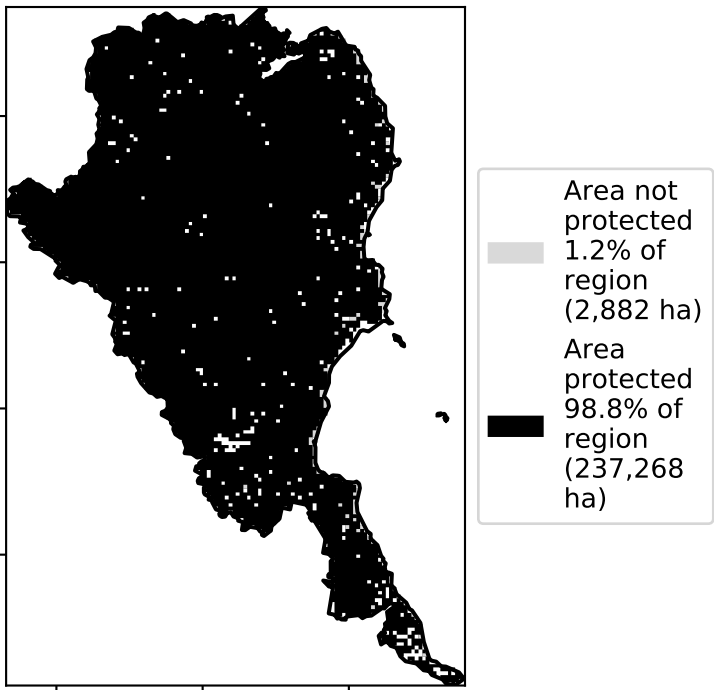 Area not
protected
1.2% of
region
(2,882 ha)
Area
protected
98.8% of
region
(237,268
ha)